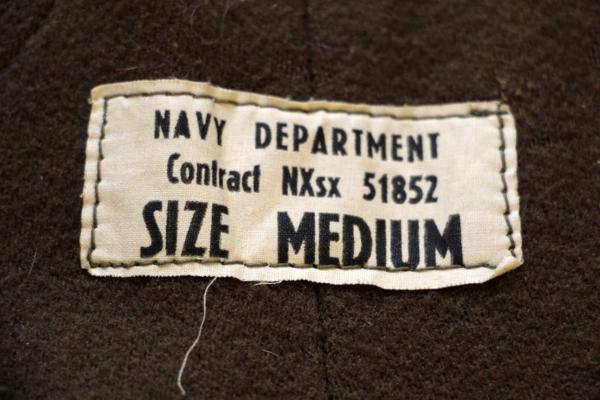 NAVY DEPARTMENT
Contract NXsx 51852
SIZE MEDIUM